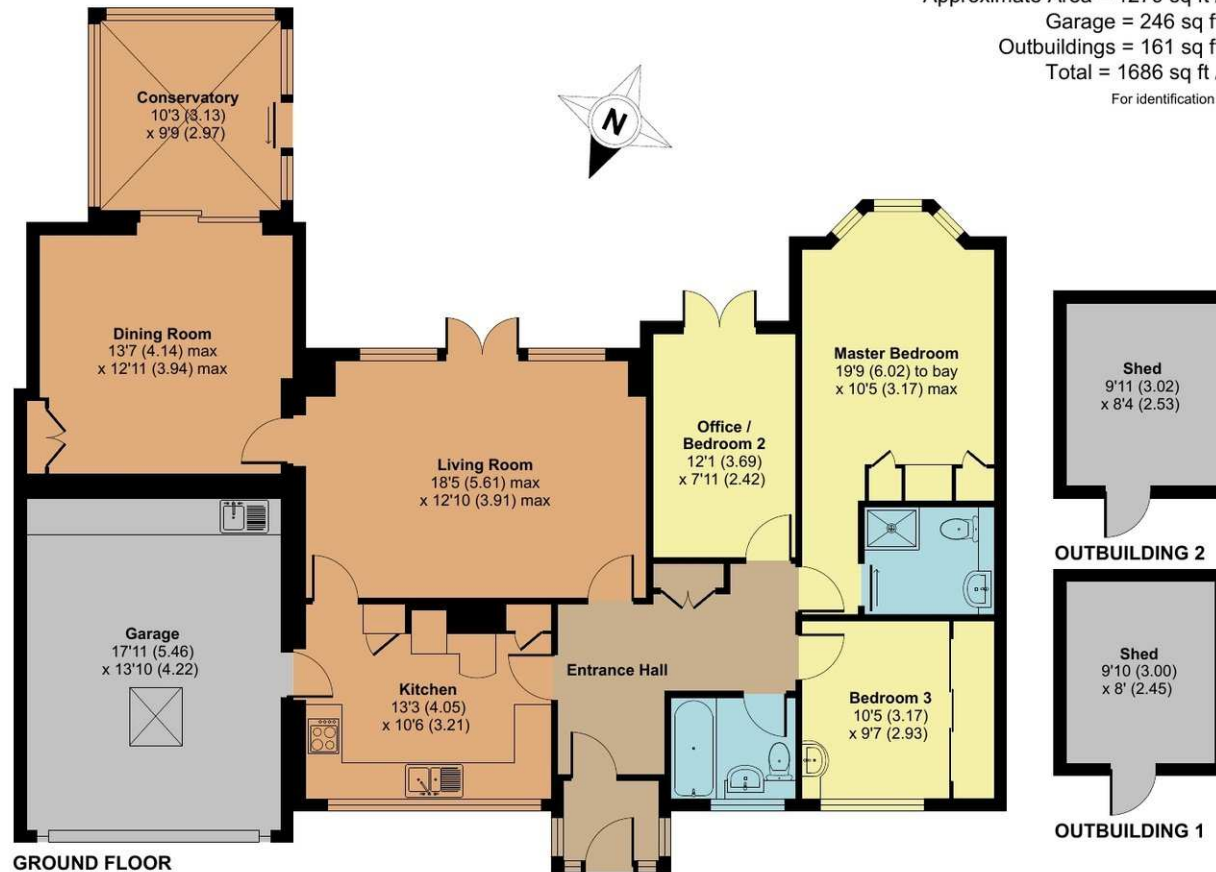 Approximate Area = 1279 sq ft /
Garage = 246 sq ft
Outbuildings = 161 sq ft
Total = 1686 sq ft /
For identification
N
Conservatory
10'3 (3.13)
x 9'9 (2.97)
Dining Room
13'7 (4.14) max
x 12'11 (3.94) max
Living Room
18'5 (5.61) max
x 12'10 (3.91) max
Office /
Bedroom 2
12'1 (3.69)
x 7'11 (2.42)
Master Bedroom
19'9 (6.02) to bay
x 10'5 (3.17) max
Shed
9'11 (3.02)
x 8'4 (2.53)
OUTBUILDING 2
Garage
17'11 (5.46)
x 13'10 (4.22)
Kitchen
13'3 (4.05)
x 10'6 (3.21)
Entrance Hall
Bedroom 3
10'5 (3.17)
x 9'7 (2.93)
Shed
9'10 (3.00)
x 8' (2.45)
OUTBUILDING 1
GROUND FLOOR